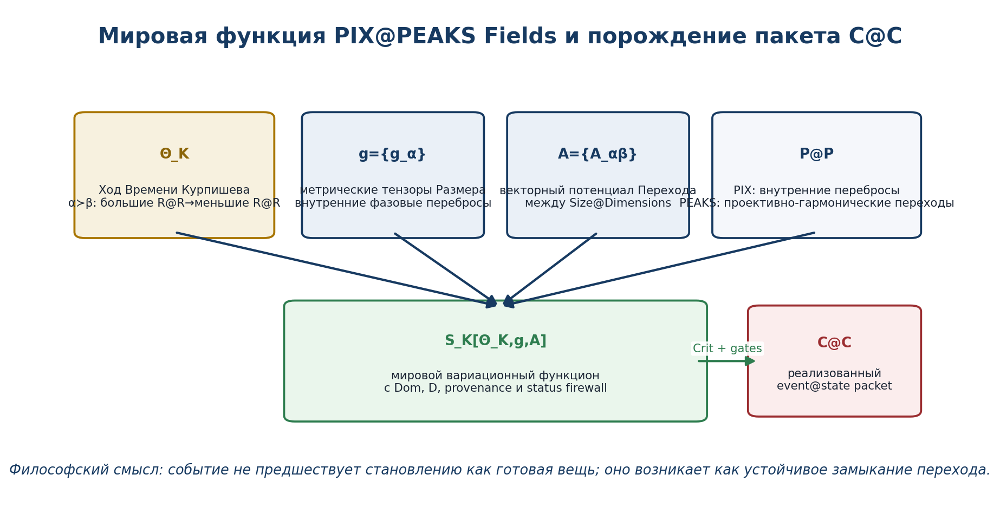 Мировая функция PIX@PEAKS Fields и порождение пакета C@C
Θ_K
Ход Времени Курпишева
α≻β: большие R@R→меньшие R@R
g={g_α}
метрические тензоры Размера
внутренние фазовые перебросы
A={A_αβ}
векторный потенциал Перехода
между Size@Dimensions
P@P
PIX: внутренние перебросы
PEAKS: проективно-гармонические переходы
S_K[Θ_K,g,A]
мировой вариационный функцион
с Dom, D, provenance и status firewall
Crit + gates
C@C
реализованный
event@state packet
Философский смысл: событие не предшествует становлению как готовая вещь; оно возникает как устойчивое замыкание перехода.